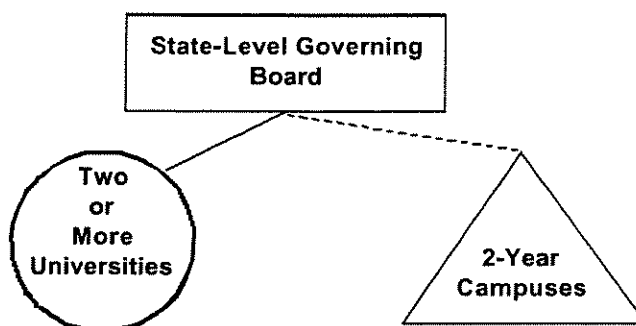 State-Level Governing
Board
Two
or
More
Universities
2-Year
Campuses